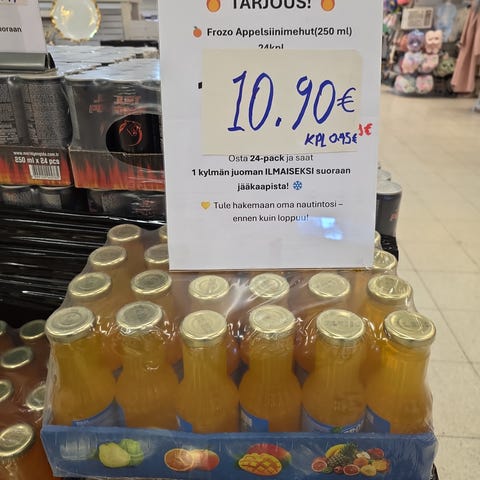 TARJOUS!
Frozo Appelsiinimehut(250 ml)
24kpl
10.90€
KPL 0.45€
Osta 24-pack ja saat
1 kylmän juoman ILMAISEKSI suoraan
jääkaapista! ❄️
💛 Tule hakemaan oma nautintosi –
ennen kuin loppuu!
suoraan
250 ml x 24 pcs